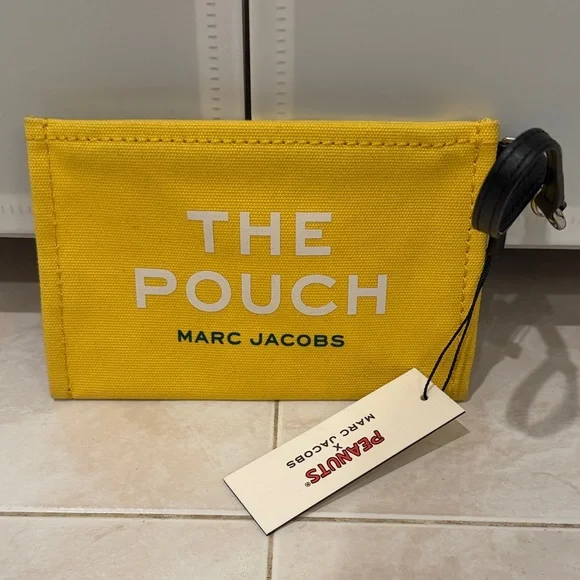 THE
POUCH
MARC JACOBS
PEANUTS®
X
MARC JACOBS